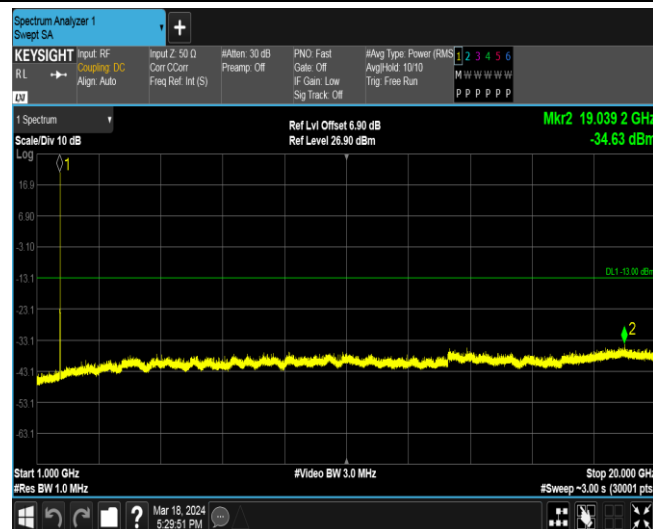 Spectrum Analyzer 1
Swept SA
+
KEYSIGHT
RL
LXI
Input: RF
Coupling: DC
Align: Auto
Input Z: 50 Ω
Corr CCorr
Freq Ref: Int (S)
#Atten: 30 dB
Preamp: Off
PNO: Fast
Gate: Off
IF Gain: Low
Sig Track: Off
#Avg Type: Power (RMS
Avg|Hold: 10/10
Trig: Free Run
1 2 3 4 5 6
M W W W W W
P P P P P P
1 Spectrum
Scale/Div 10 dB
Ref Lvl Offset 6.90 dB
Ref Level 26.90 dBm
Mkr2 19.039 2 GHz
-34.63 dBm
Log
1
16.9
6.90
-3.10
-13.1
DL1 -13.00 dBm
-23.1
-33.1
2
-43.1
-53.1
-63.1
Start 1.000 GHz
#Res BW 1.0 MHz
#Video BW 3.0 MHz
Stop 20.000 GHz
#Sweep ~3.00 s (30001 pts
?
Mar 18, 2024
5:29:51 PM